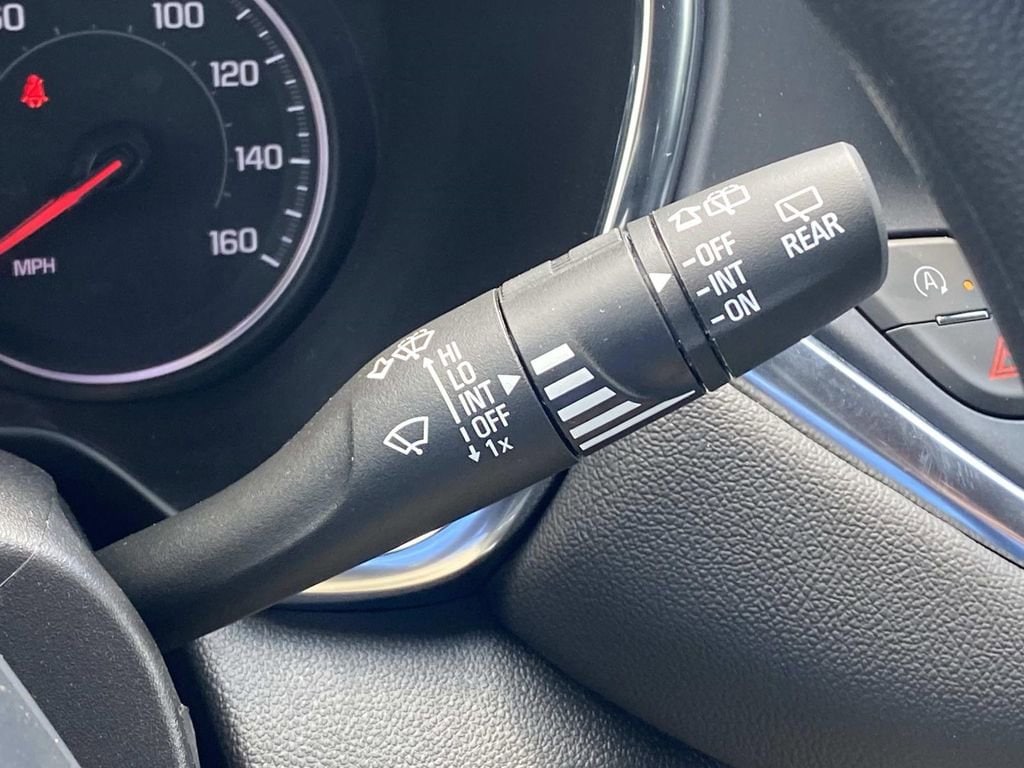 100
120
140
160
MPH
HI
LO
INT
OFF
1x
-OFF
-INT
-ON
REAR
A